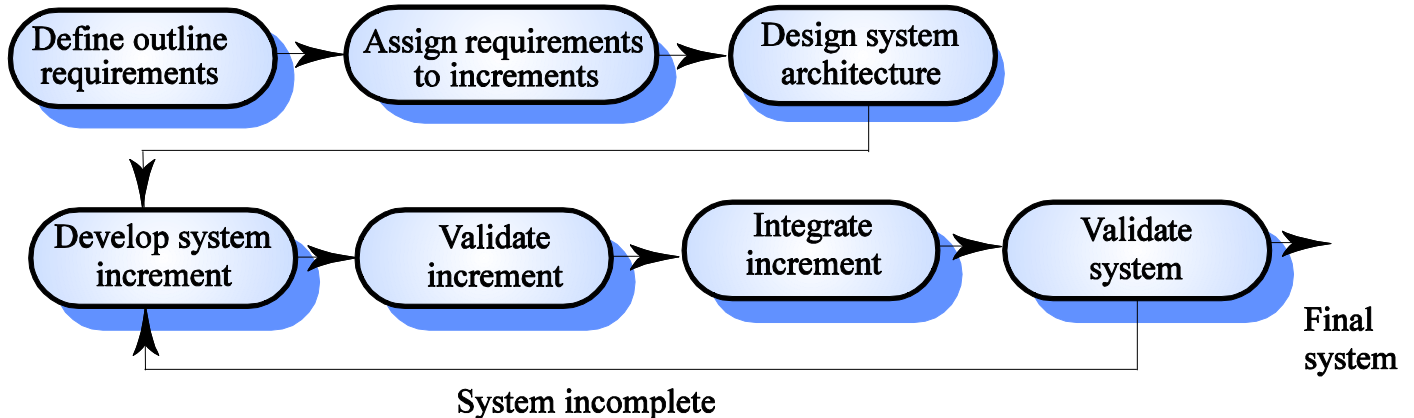 Define outline
requirements
Assign requirements
to increments
Design system
architecture
Develop system
increment
Validate
increment
Integrate
increment
Validate
system
Final
system
System incomplete